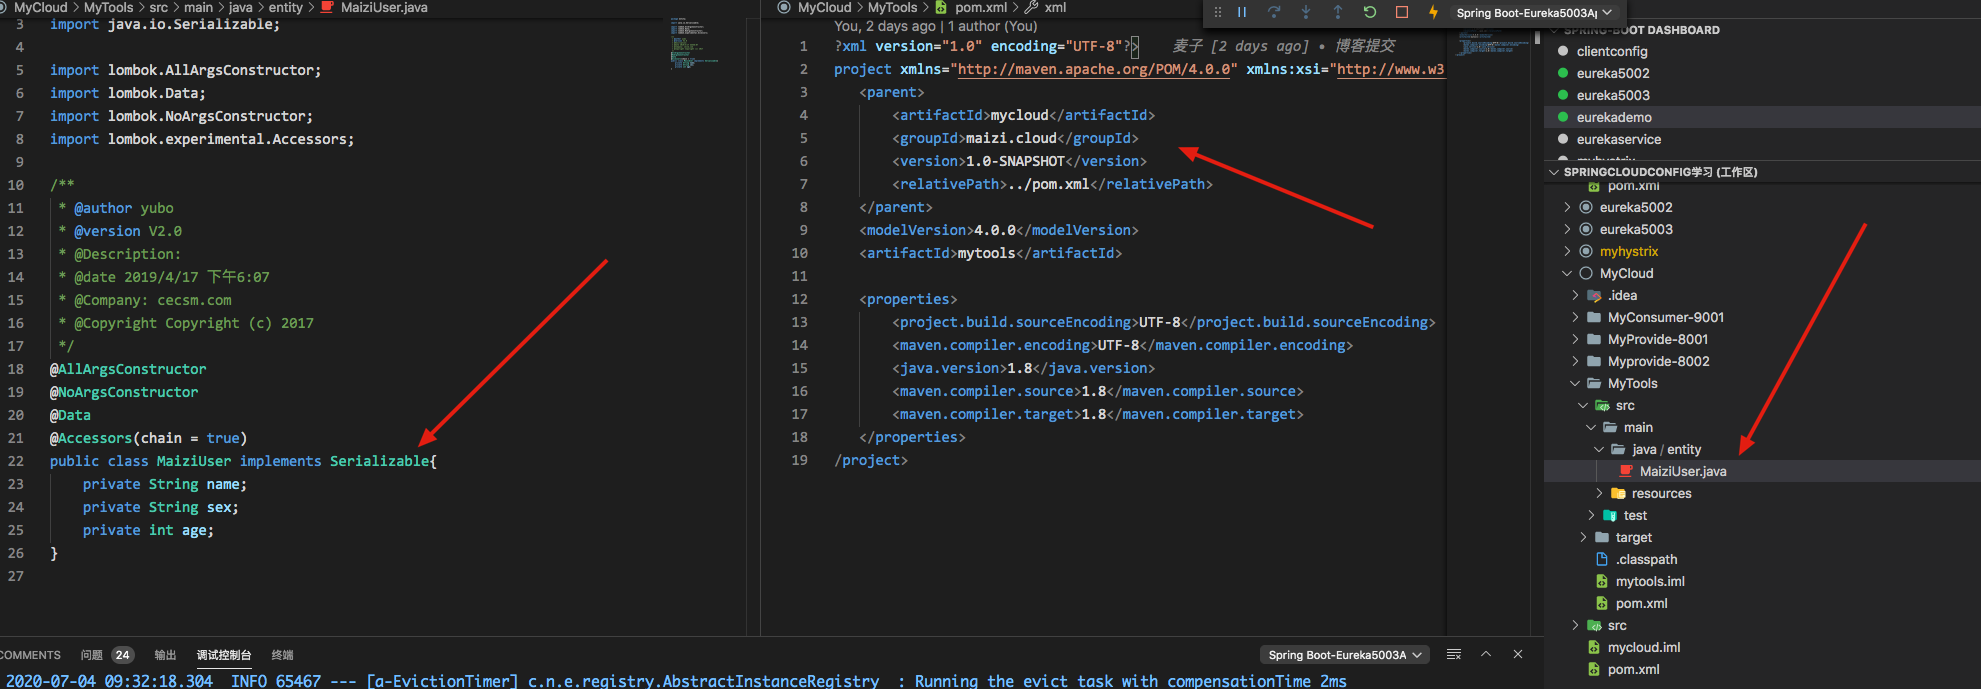 MyCloud > MyTools > src > main > java > entity > MaiziUser.java
3 import java.io.Serializable;
4
5 import lombok.AllArgsConstructor;
6 import lombok.Data;
7 import lombok.NoArgsConstructor;
8 import lombok.experimental.Accessors;
9
10 /**
11 * @author yubo
12 * @version V2.0
13 * @Description:
14 * @date 2019/4/17 下午6:07
15 * @Company: cecsm.com
16 * @Copyright Copyright (c) 2017
17 */
18 @AllArgsConstructor
19 @NoArgsConstructor
20 @Data
21 @Accessors(chain = true)
22 public class MaiziUser implements Serializable{
23 private String name;
24 private String sex;
25 private int age;
26 }
27
MyCloud > MyTools > pom.xml > xml
You, 2 days ago | 1 author (You)
1 ?xml version="1.0" encoding="UTF-8"?> 麦子 [2 days ago] • 博客提交
2 project xmlns="http://maven.apache.org/POM/4.0.0" xmlns:xsi="http://www.w3
3 <parent>
4 <artifactId>mycloud</artifactId>
5 <groupId>maizi.cloud</groupId>
6 <version>1.0-SNAPSHOT</version>
7 <relativePath>../pom.xml</relativePath>
8 </parent>
9 <modelVersion>4.0.0</modelVersion>
10 <artifactId>mytools</artifactId>
11
12 <properties>
13 <project.build.sourceEncoding>UTF-8</project.build.sourceEncoding>
14 <maven.compiler.encoding>UTF-8</maven.compiler.encoding>
15 <java.version>1.8</java.version>
16 <maven.compiler.source>1.8</maven.compiler.source>
17 <maven.compiler.target>1.8</maven.compiler.target>
18 </properties>
19 /project>
Spring Boot-Eureka5003A
SPRING-BOOT DASHBOARD
clientconfig
eureka5002
eureka5003
eurekademo
eurekaservice
myhystrix
SPRINGCLOUDCONFIG学习 (工作区)
pom.xml
eureka5002
eureka5003
myhystrix
MyCloud
.idea
MyConsumer-9001
MyProvide-8001
Myprovide-8002
MyTools
src
main
java / entity
MaiziUser.java
resources
test
target
.classpath
mytools.iml
pom.xml
src
mycloud.iml
pom.xml
COMMENTS 问题 24 输出 调试控制台 终端 Spring Boot-Eureka5003A
2020-07-04 09:32:18.304 INFO 65467 --- [a-EvictionTimer] c.n.e.registry.AbstractInstanceRegistry : Running the evict task with compensationTime 2ms